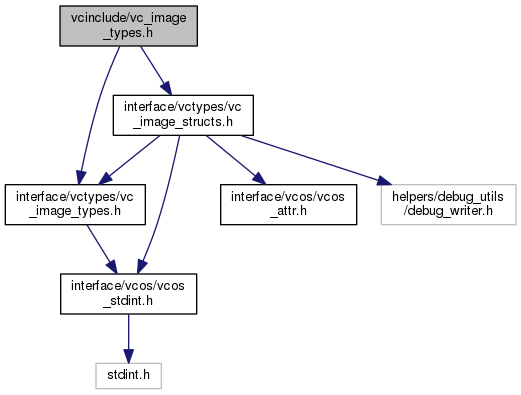 vcinclude/vc_image
_types.h
interface/vctypes/vc
_image_structs.h
interface/vctypes/vc
_image_types.h
interface/vcos/vcos
_attr.h
helpers/debug_utils
/debug_writer.h
interface/vcos/vcos
_stdint.h
stdint.h